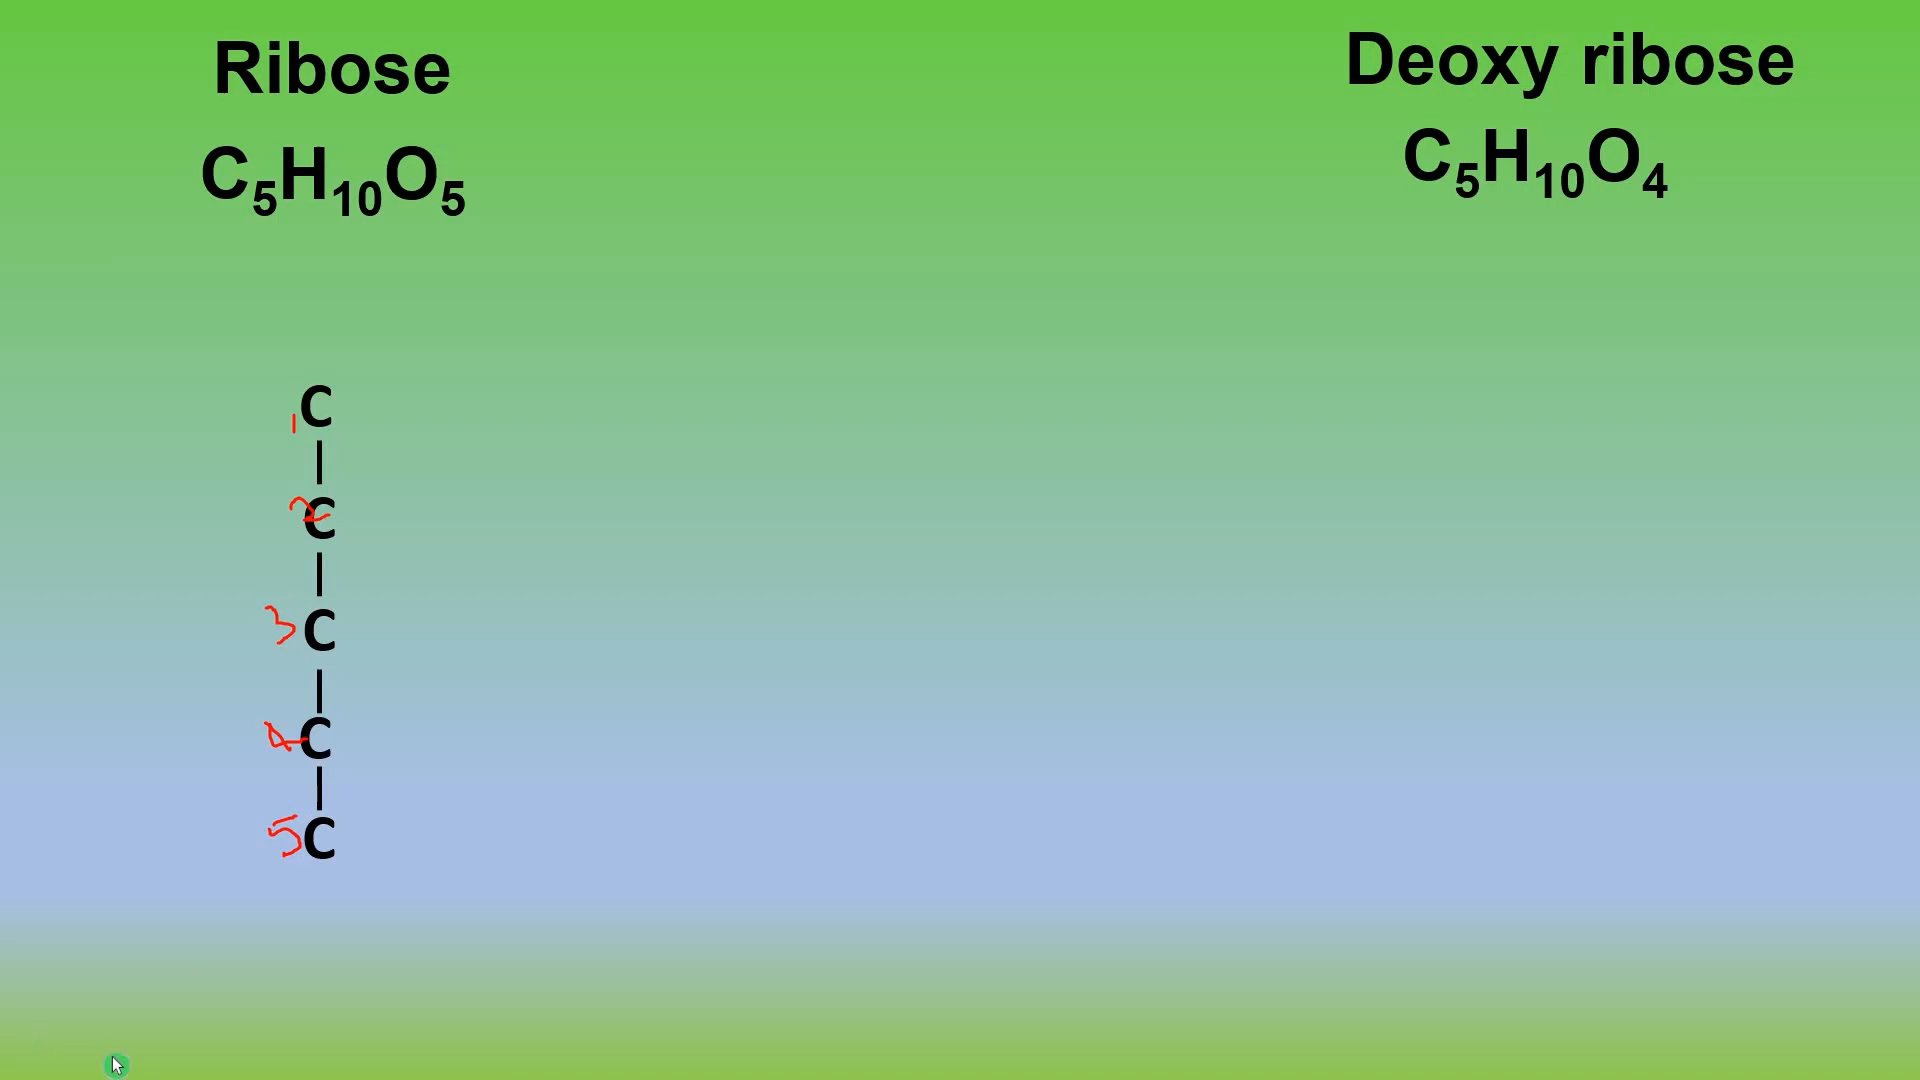 Ribose
C₅H₁₀O₅
Deoxy ribose
C₅H₁₀O₄
1 C
2 C
3 C
4 C
5 C